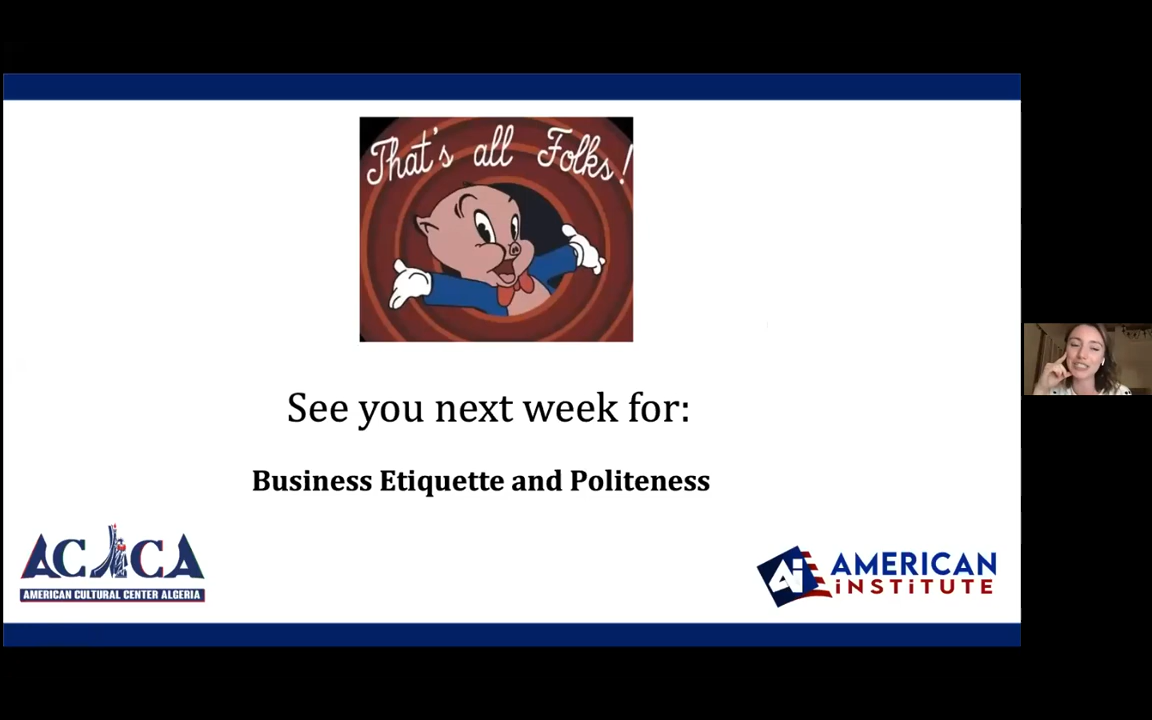 That's all Folks!
See you next week for:
Business Etiquette and Politeness
ACCA
AMERICAN CULTURAL CENTER ALGERIA
Ai AMERICAN
INSTITUTE